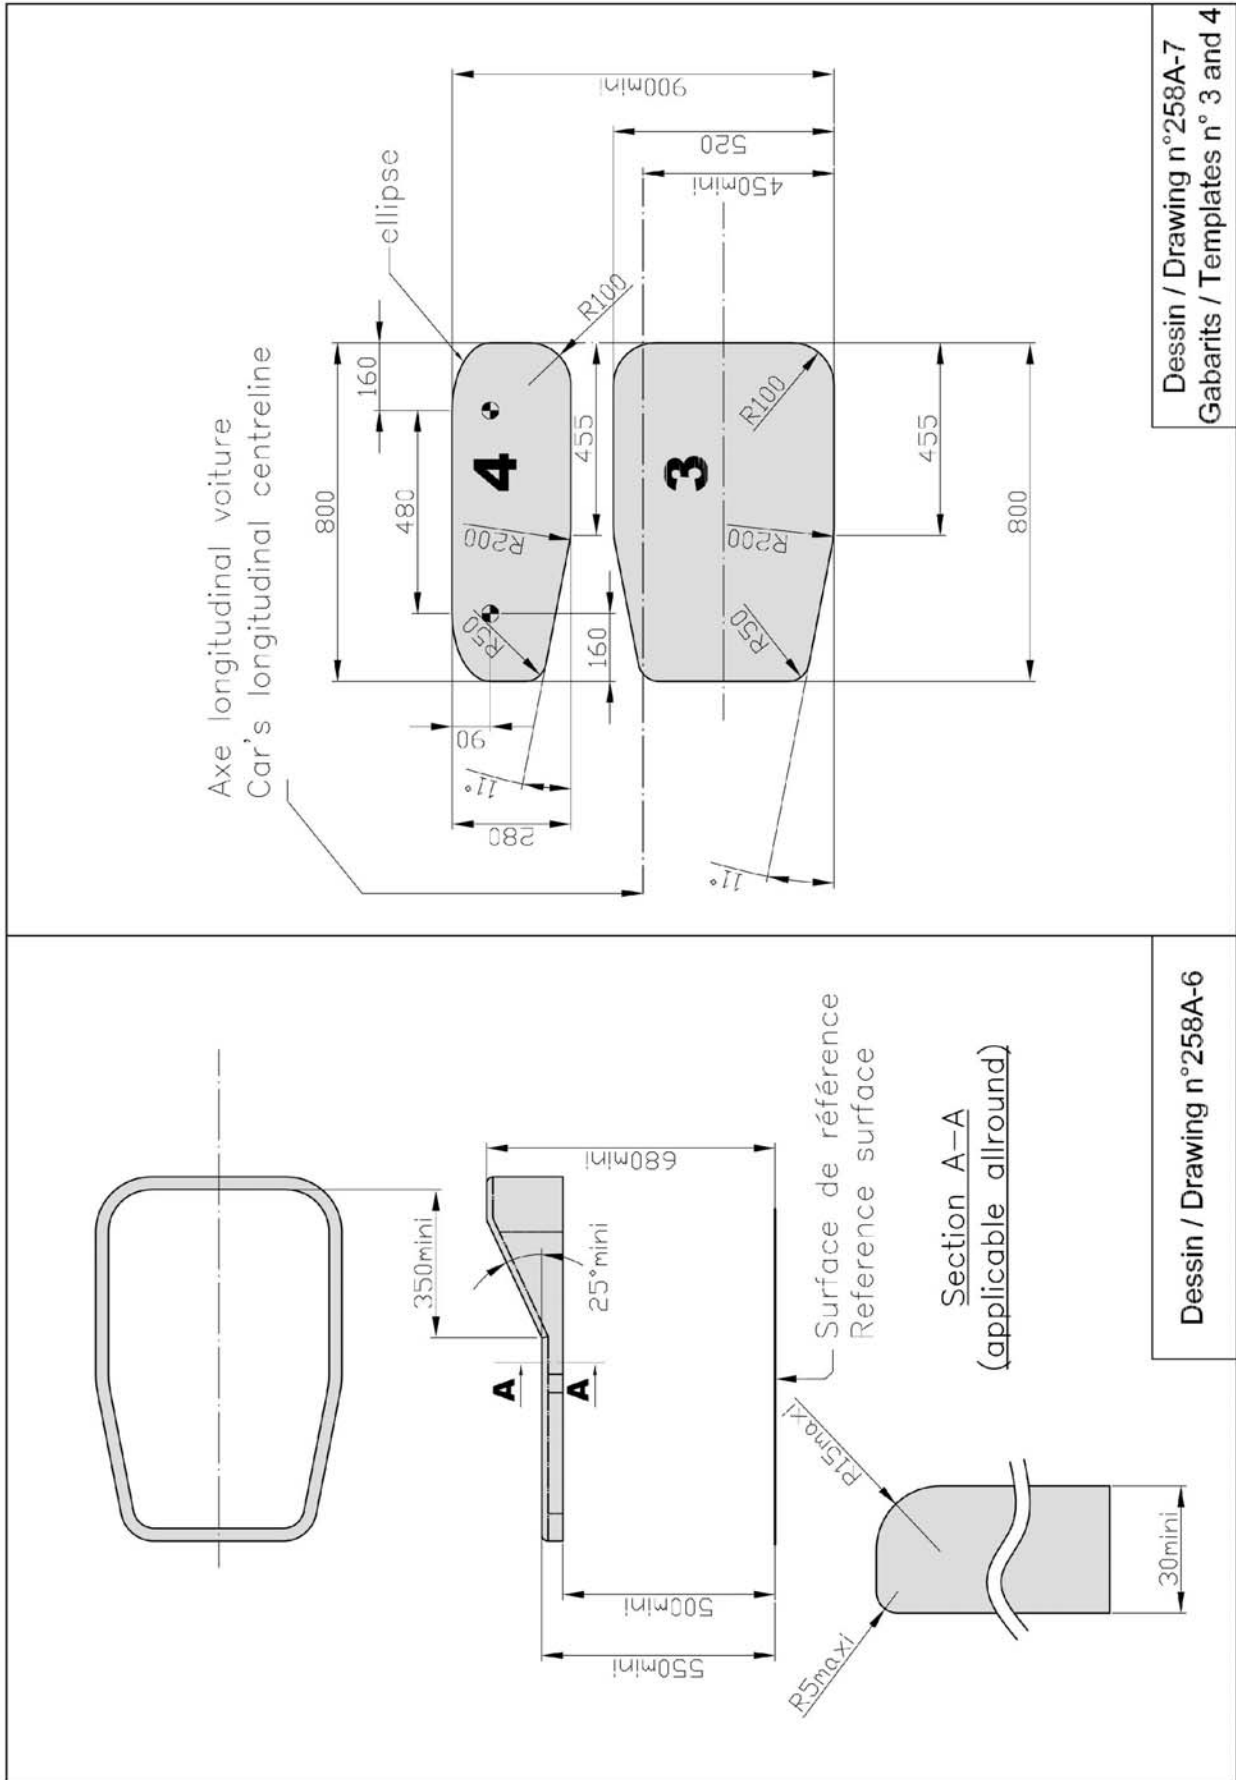 Axe longitudinal voiture
Car's longitudinal centreline
ellipse
800
160
480
4
R100
R200
R50
90
11°
280
455
160
900mini
520
450mini
3
R100
R200
R50
11°
455
800
Dessin / Drawing n°258A-7
Gabarits / Templates n° 3 and 4
350mini
680mini
25°mini
A
A
500mini
550mini
Surface de référence
Reference surface
Section A-A
(applicable allround)
R15maxi
R5maxi
30mini
Dessin / Drawing n°258A-6